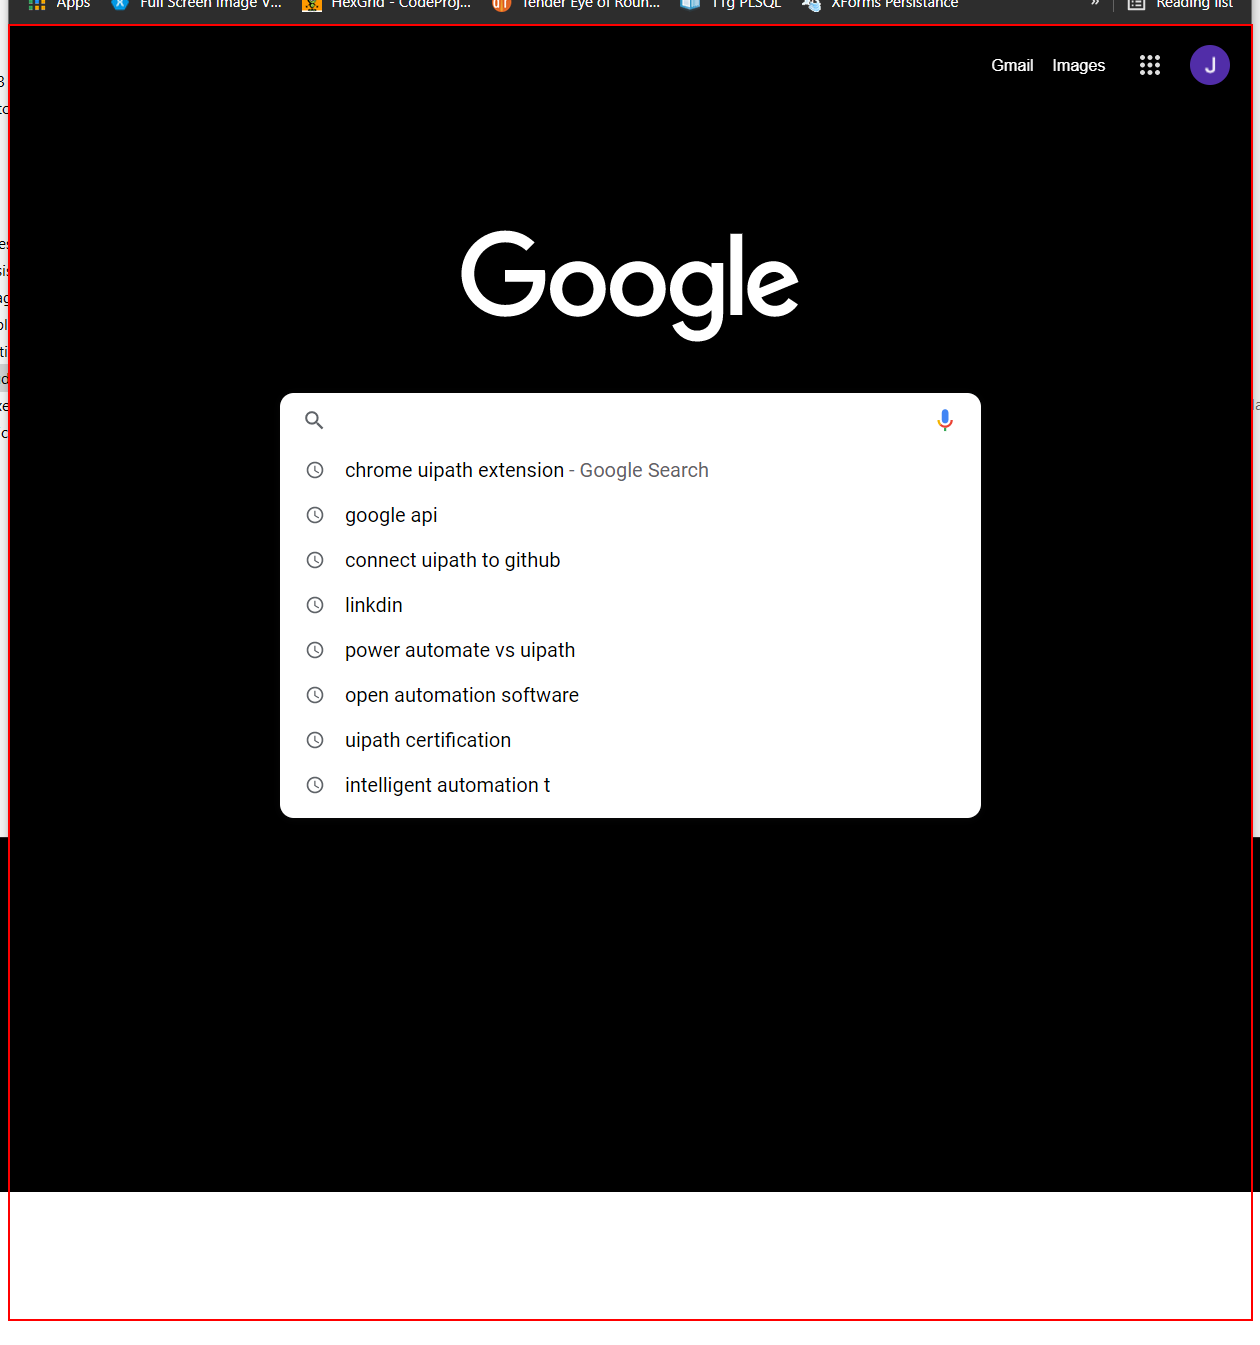 Apps Full Screen Image V... HexGrid - CodeProj... Tender Eye of Roun... 11g PLSQL XForms Persistance » Reading list
Gmail Images J
Google
chrome uipath extension - Google Search
google api
connect uipath to github
linkdin
power automate vs uipath
open automation software
uipath certification
intelligent automation t